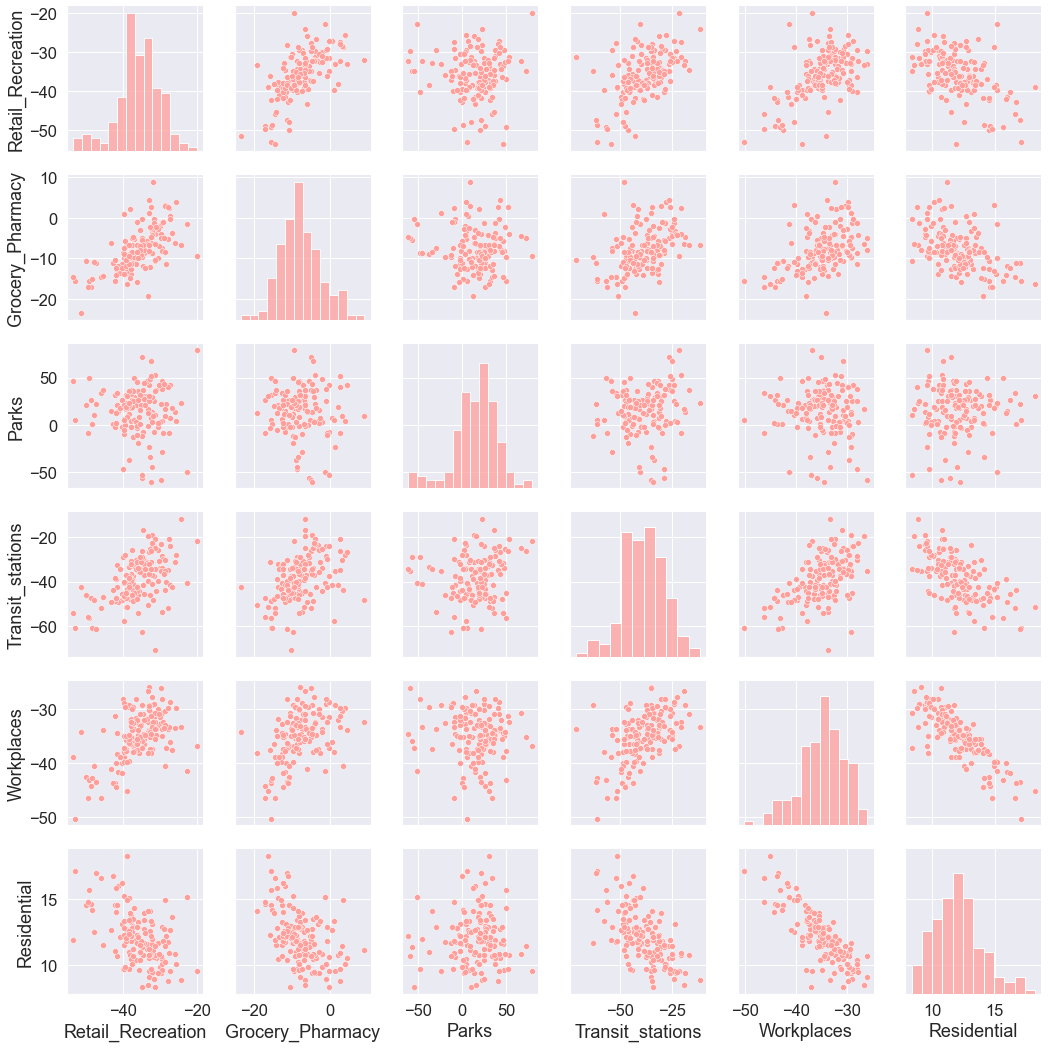 −20
−30
−40
−50
Retail_Recreation
10
0
−10
−20
Grocery_Pharmacy
50
0
−50
Parks
−20
−40
−60
Transit_stations
−30
−40
−50
Workplaces
15
10
Residential
−40 −20 −20 0 −50 0 50 −50 −25 −50 −40 −30 10 15
Retail_Recreation Grocery_Pharmacy Parks Transit_stations Workplaces Residential